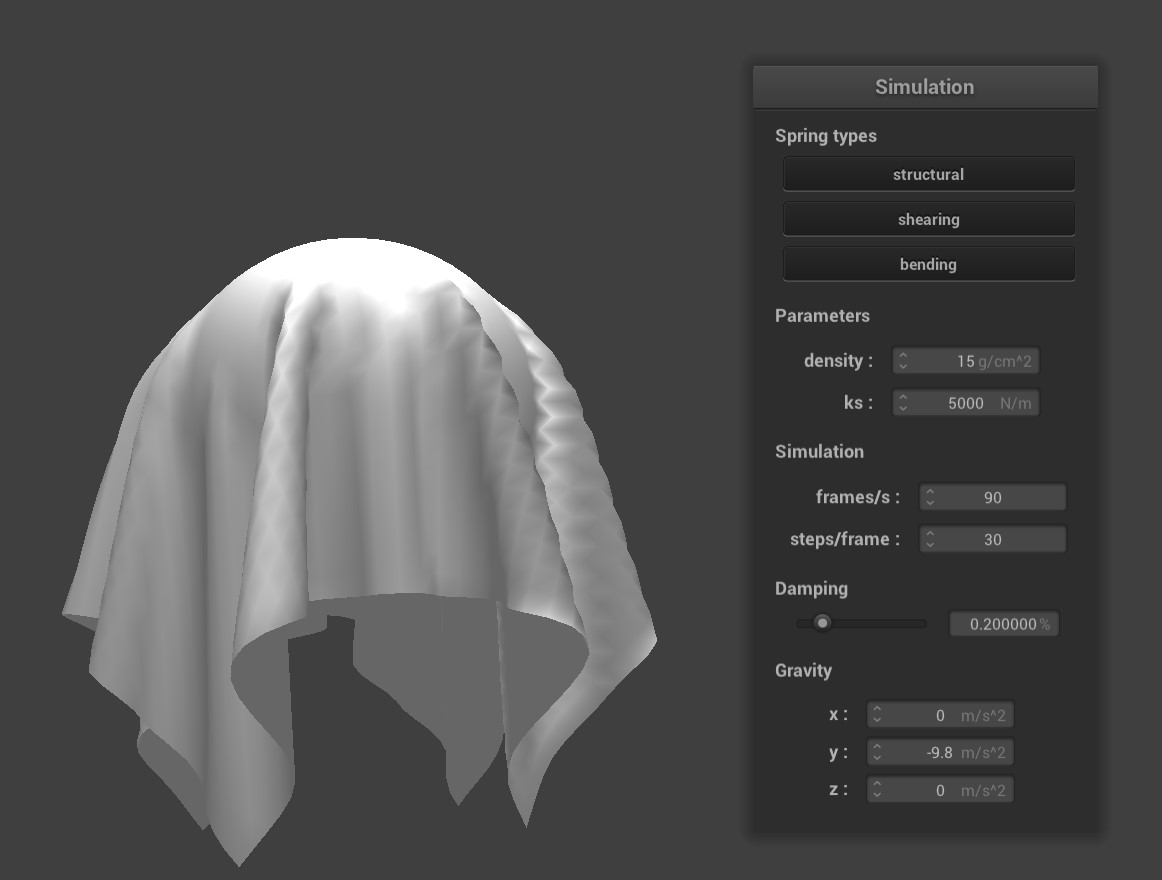 Simulation
Spring types
structural
shearing
bending
Parameters
density : 15 g/cm^2
ks : 5000 N/m
Simulation
frames/s : 90
steps/frame : 30
Damping
0.200000 %
Gravity
x : 0 m/s^2
y : -9.8 m/s^2
z : 0 m/s^2